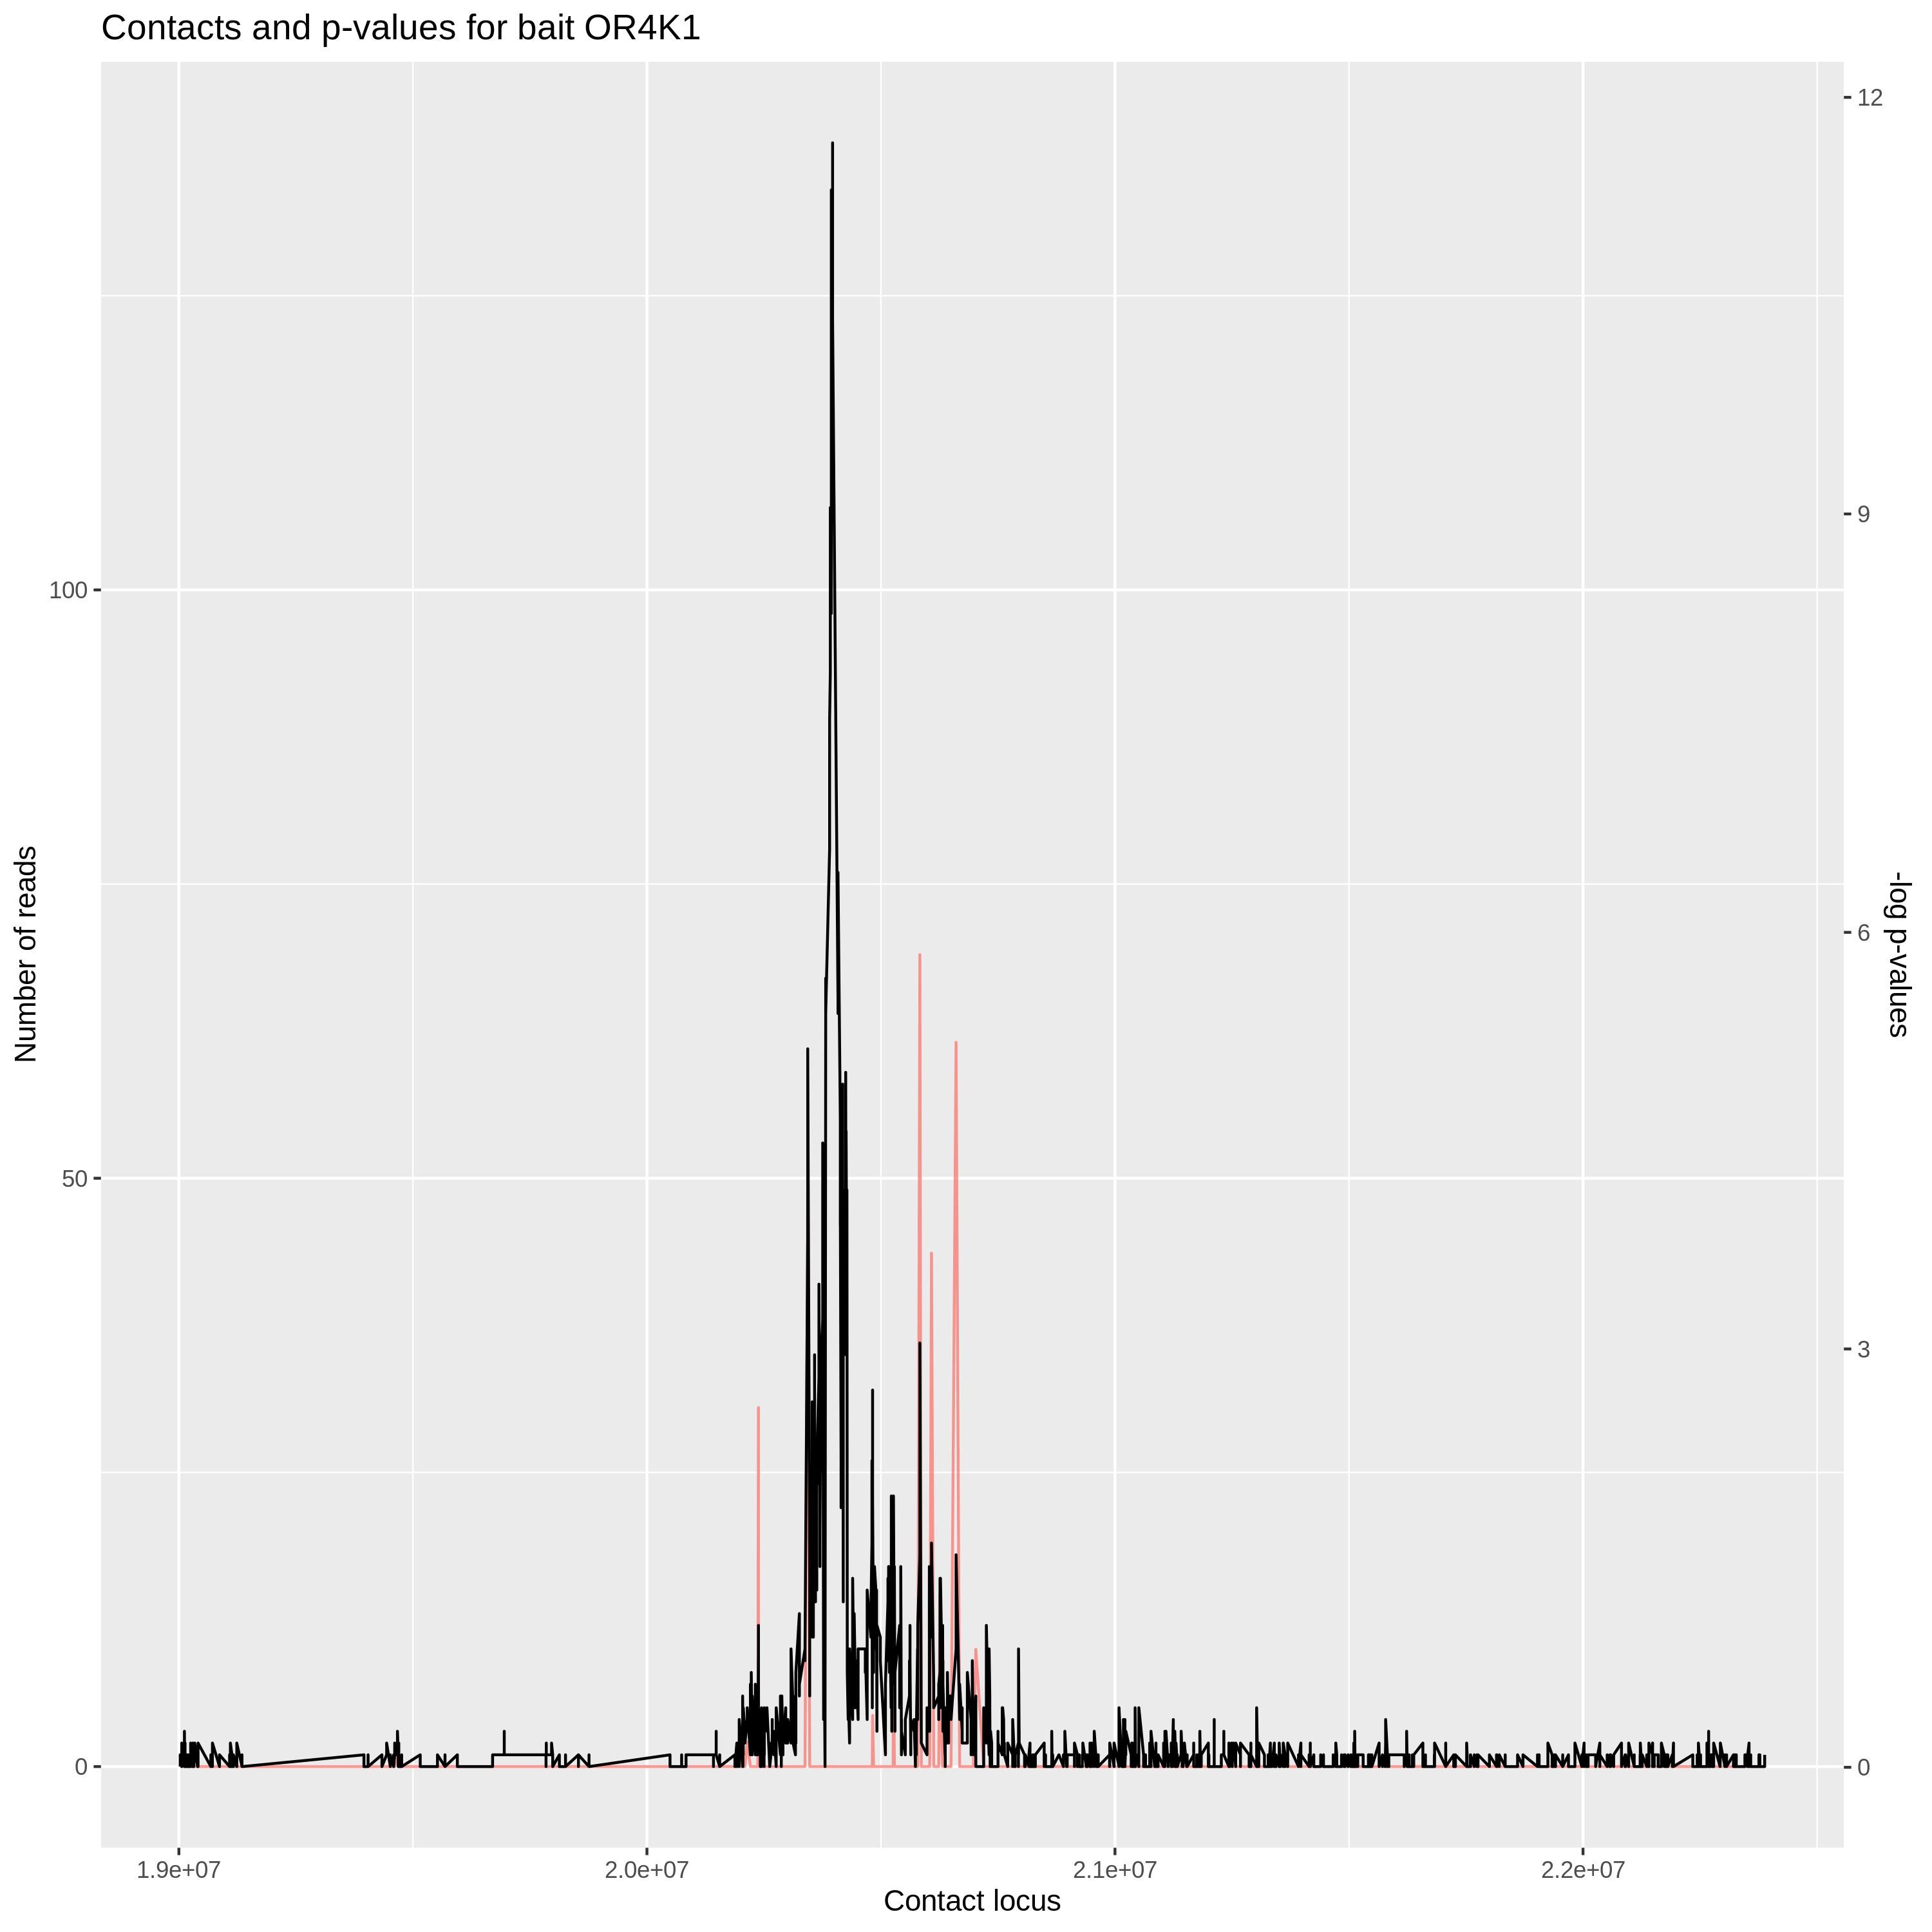 Contacts and p-values for bait OR4K1
12
9
100
6
Number of reads
-log p-values
50
3
0
0
1.9e+07
2.0e+07
2.1e+07
2.2e+07
Contact locus